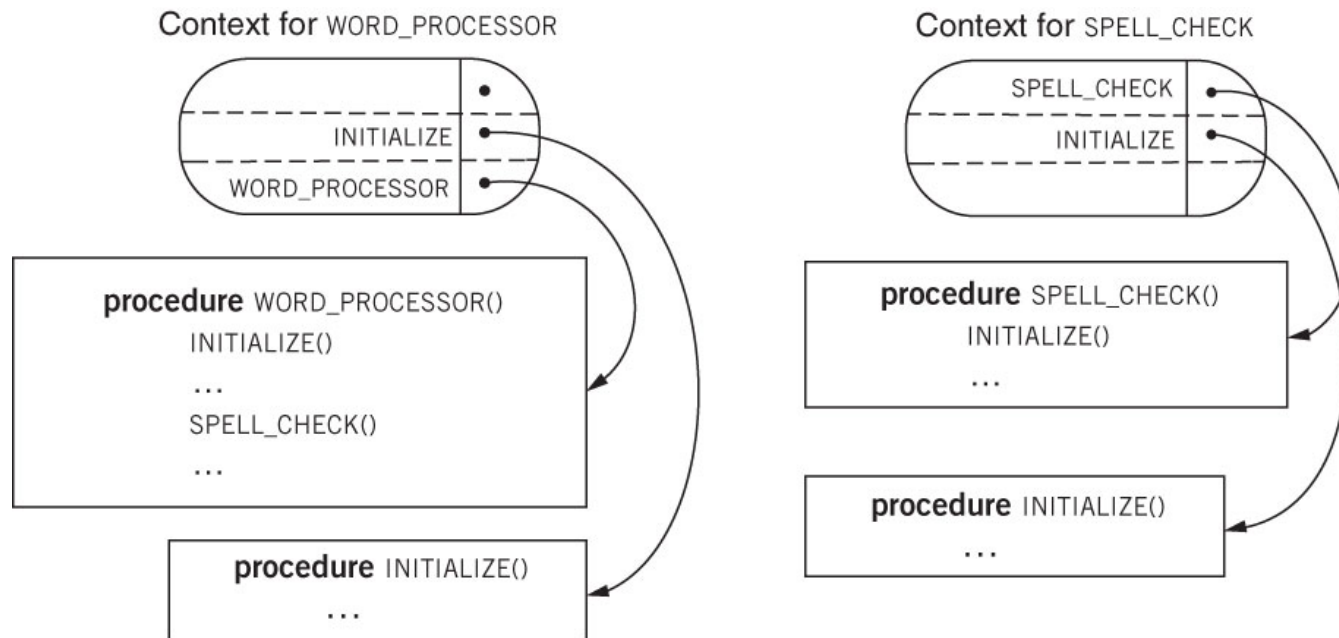 Context for WORD_PROCESSOR
INITIALIZE
WORD_PROCESSOR
procedure WORD_PROCESSOR()
INITIALIZE()
...
SPELL_CHECK()
...
procedure INITIALIZE()
...
Context for SPELL_CHECK
SPELL_CHECK
INITIALIZE
procedure SPELL_CHECK()
INITIALIZE()
...
procedure INITIALIZE()
...